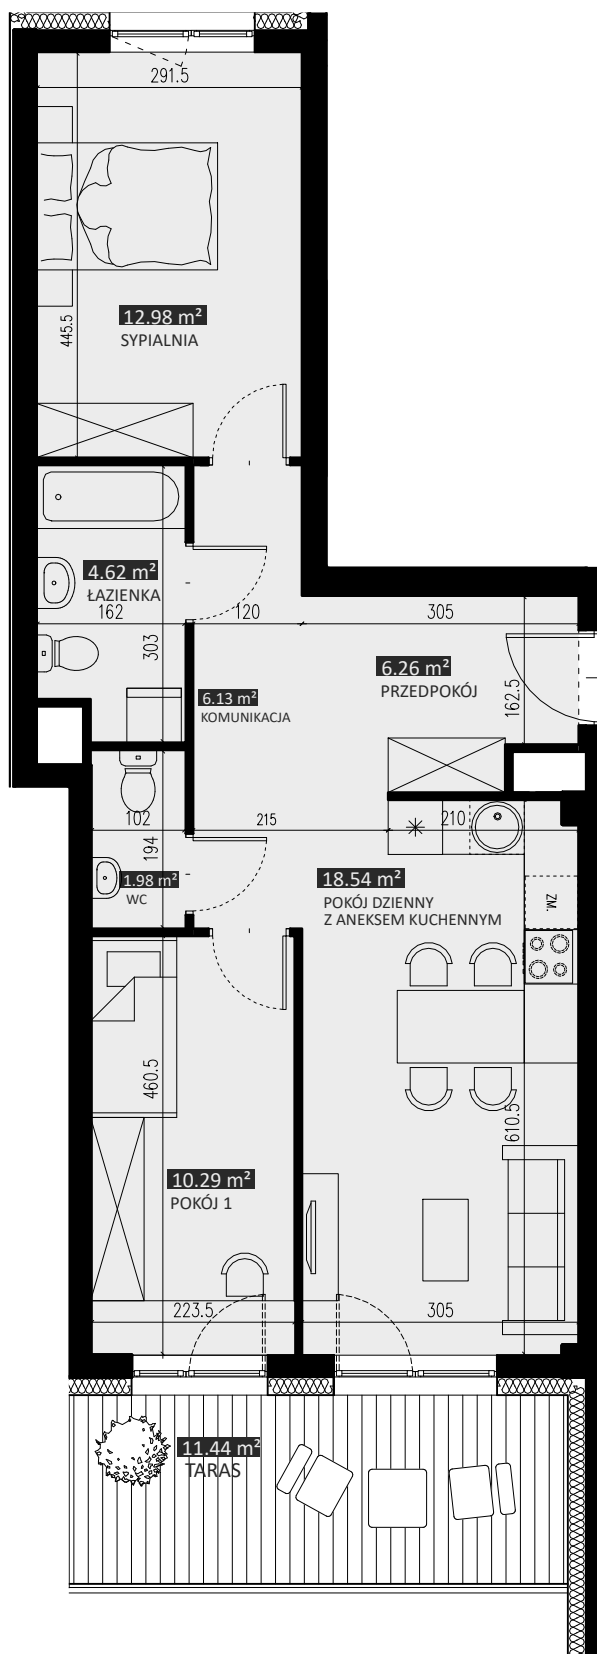 291.5
445.5
12.98 m²
SYPIALNIA
4.62 m²
ŁAZIENKA
162
120
305
303
6.26 m²
PRZEDPOKÓJ
162.5
6.13 m²
KOMUNIKACJA
102
194
215
210
1.98 m²
WC
18.54 m²
POKÓJ DZIENNY
Z ANEKSEM KUCHENNYM
ZM.
460.5
610.5
10.29 m²
POKÓJ 1
223.5
305
11.44 m²
TARAS